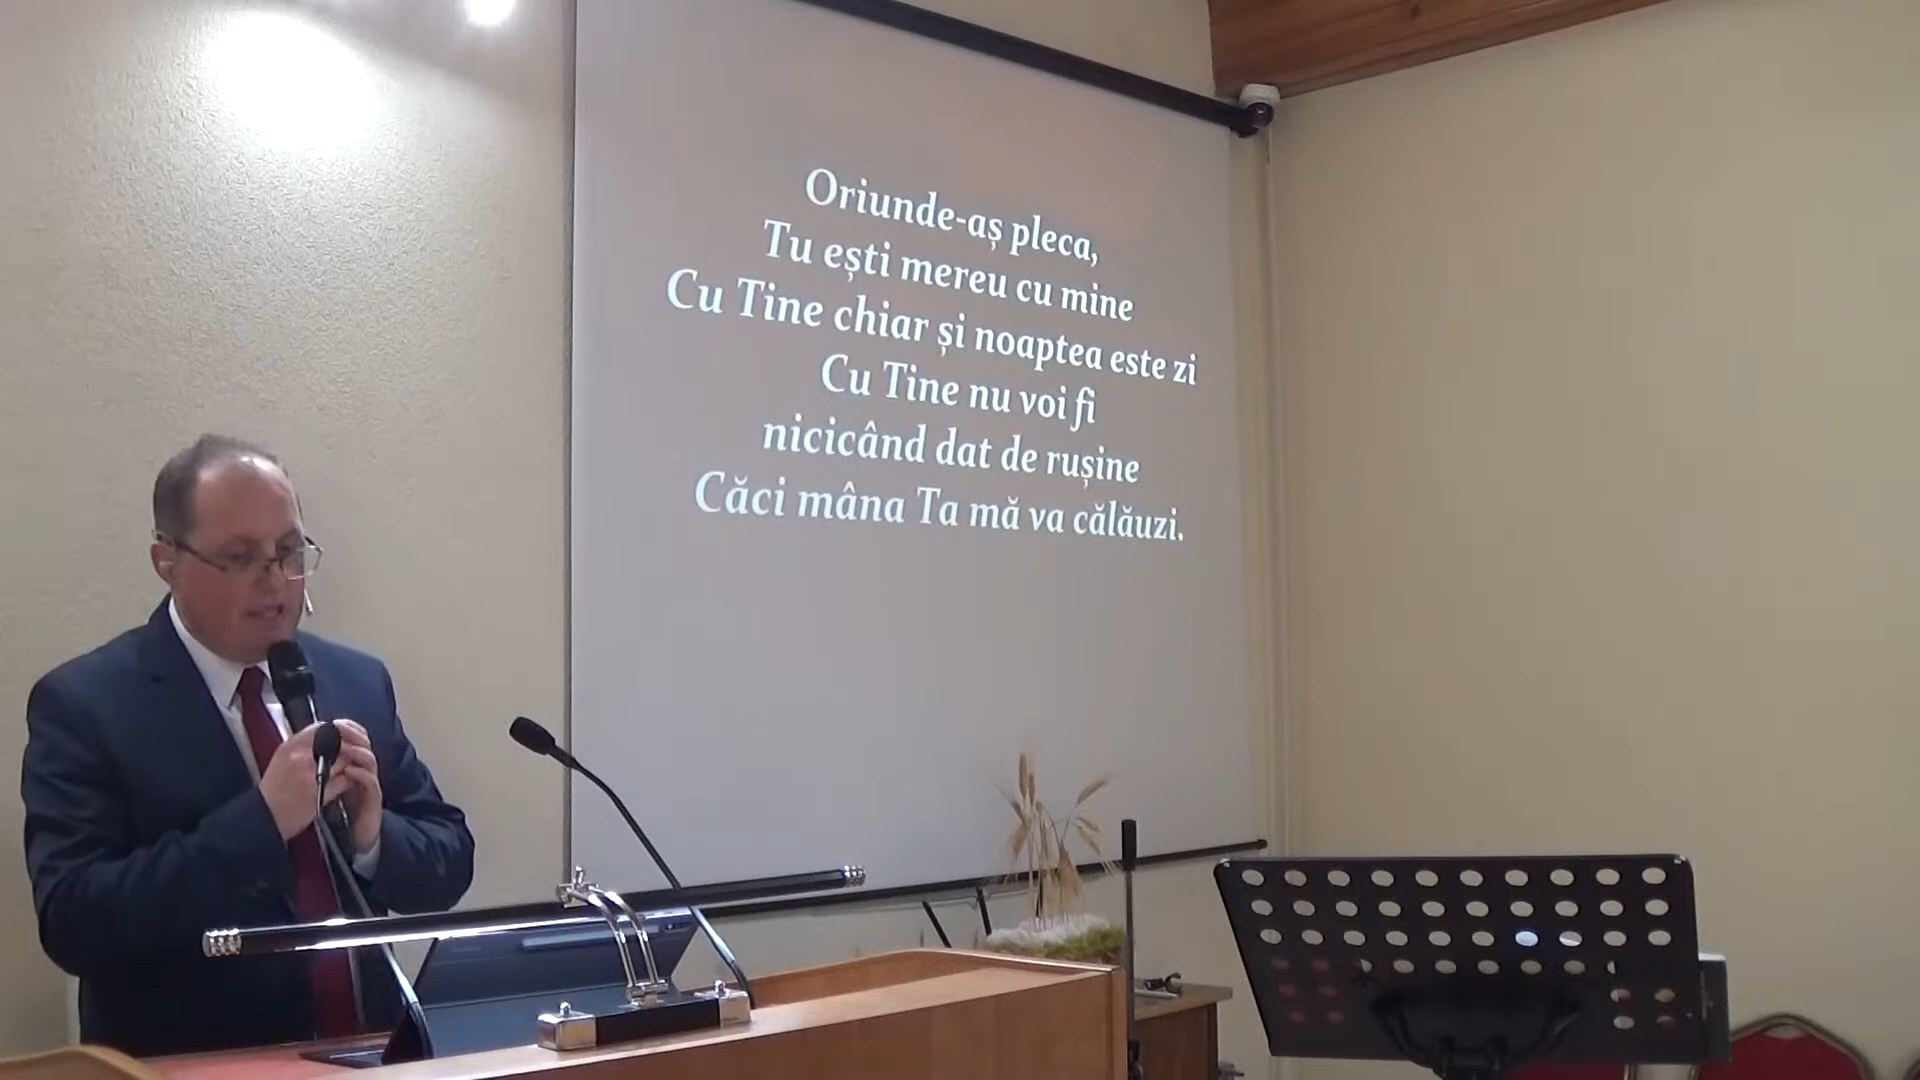 Oriunde-aș pleca,
Tu ești mereu cu mine
Cu Tine chiar și noaptea este zi
Cu Tine nu voi fi
nicicând dat de rușine
Căci mâna Ta mă va călăuzi.